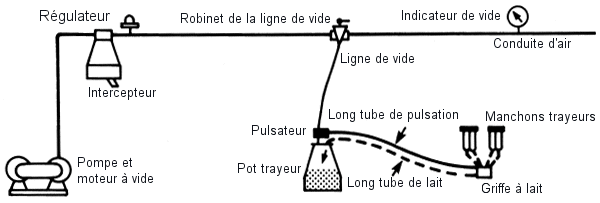 Régulateur
Robinet de la ligne de vide
Indicateur de vide
Conduite d'air
Ligne de vide
Intercepteur
Long tube de pulsation
Manchons trayeurs
Pulsateur
Pompe et
moteur à vide
Pot trayeur
Long tube de lait
Griffe à lait